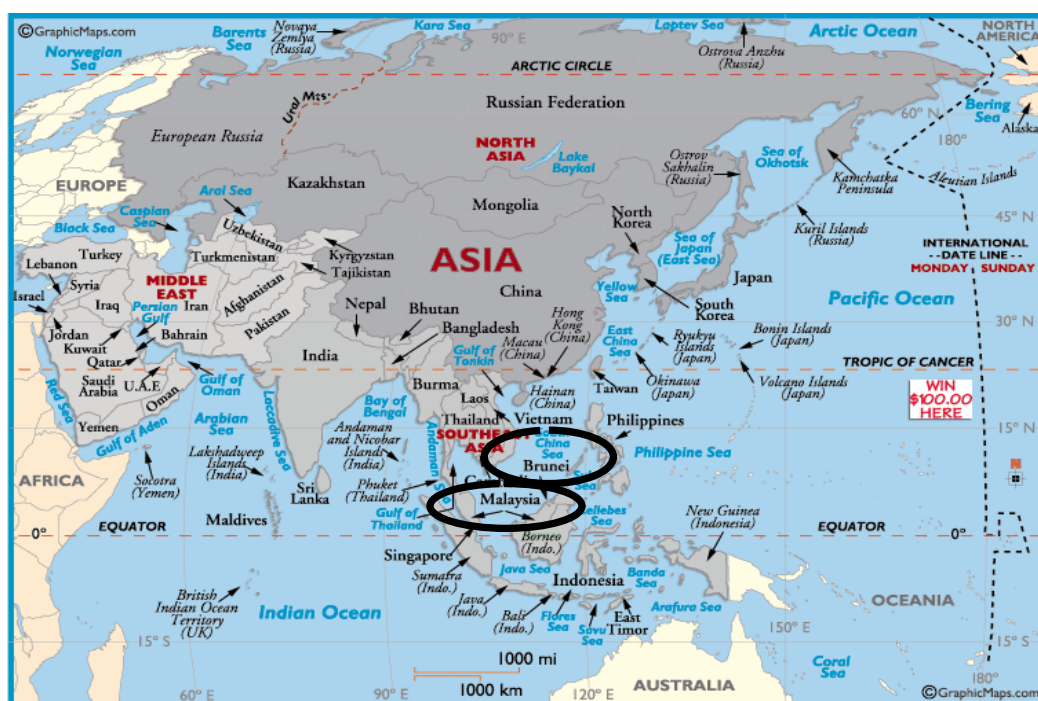 ©GraphicMaps.com
Norwegian
Sea
Barents
Sea
Novaya
Zemlya
(Russia)
Kara Sea
90°E
Laptev Sea
Ostrova Anzhu
(Russia)
Arctic Ocean
NORTH
AMERICA
ARCTIC CIRCLE
Bering
Sea
Alaska
Ural Mts.
Russian Federation
European Russia
60°N
180°
NORTH
ASIA
Lake
Baykal
Ostrov
Sakhalin
(Russia)
Sea of
Okhotsk
Kamchatka
Peninsula
Aleutian Islands
EUROPE
Kazakhstan
Aral Sea
Caspian
Sea
Mongolia
North
Korea
Kuril Islands
(Russia)
45°N
Black Sea
Uzbekistan
Kyrgyzstan
Tajikistan
Turkmenistan
Turkey
Lebanon
Syria
ASIA
Sea of
Japan
(East Sea)
Japan
INTERNATIONAL
- - DATE LINE - -
MONDAY SUNDAY
MIDDLE
EAST
Iran
Afghanistan
Israel
Iraq
Persian
Gulf
China
Yellow
Sea
South
Korea
Pacific Ocean
Pakistan
Nepal
Bhutan
Bangladesh
Hong
Kong
(China)
Macau
(China)
Jordan
Kuwait
Bahrain
Qatar
30°N
East
China
Sea
Ryukyu
Islands
(Japan)
Bonin Islands
(Japan)
India
Gulf of
Tonkin
TROPIC OF CANCER
Saudi
Arabia
U.A.E
Oman
Gulf of
Oman
Burma
Laos
Hainan
(China)
Taiwan
Okinawa
(Japan)
Volcano Islands
(Japan)
WIN
$100.00
HERE
Red Sea
Yemen
Gulf of Aden
Arabian
Sea
Laccadive Sea
Bay of
Bengal
Thailand
Vietnam
Philippines
15°N
Andaman
and Nicobar
Islands
(India)
Andaman Sea
ASIA
China
Sea
Philippine Sea
AFRICA
Socotra
(Yemen)
Lakshadweep
Islands
(India)
Sri
Lanka
Phuket
(Thailand)
Brunei
Sea
N
Malaysia
Maldives
Gulf of
Thailand
Sea
New Guinea
(Indonesia)
0°
EQUATOR
EQUATOR
0°
Singapore
Borneo
(Indo.)
Sumatra
(Indo.)
Java Sea
Indonesia
Banda
Sea
British
Indian Ocean
Territory
(UK)
Indian Ocean
Java
(Indo.)
Bali
(Indo.)
Flores
Sea
Savu
Sea
East
Timor
Arafura Sea
OCEANIA
15°S
150°E
15°S
1000 mi
1000 km
Coral
Sea
60°E
90°E
120°E
AUSTRALIA
180°
©GraphicMaps.com